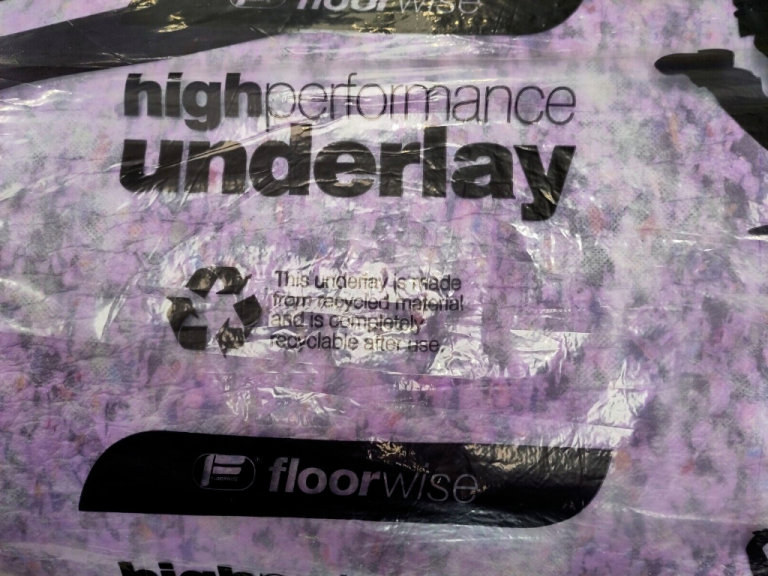 floorwise
highperformance
underlay
This underlay is made
from recycled material
and is completely
recyclable after use
F floorwise